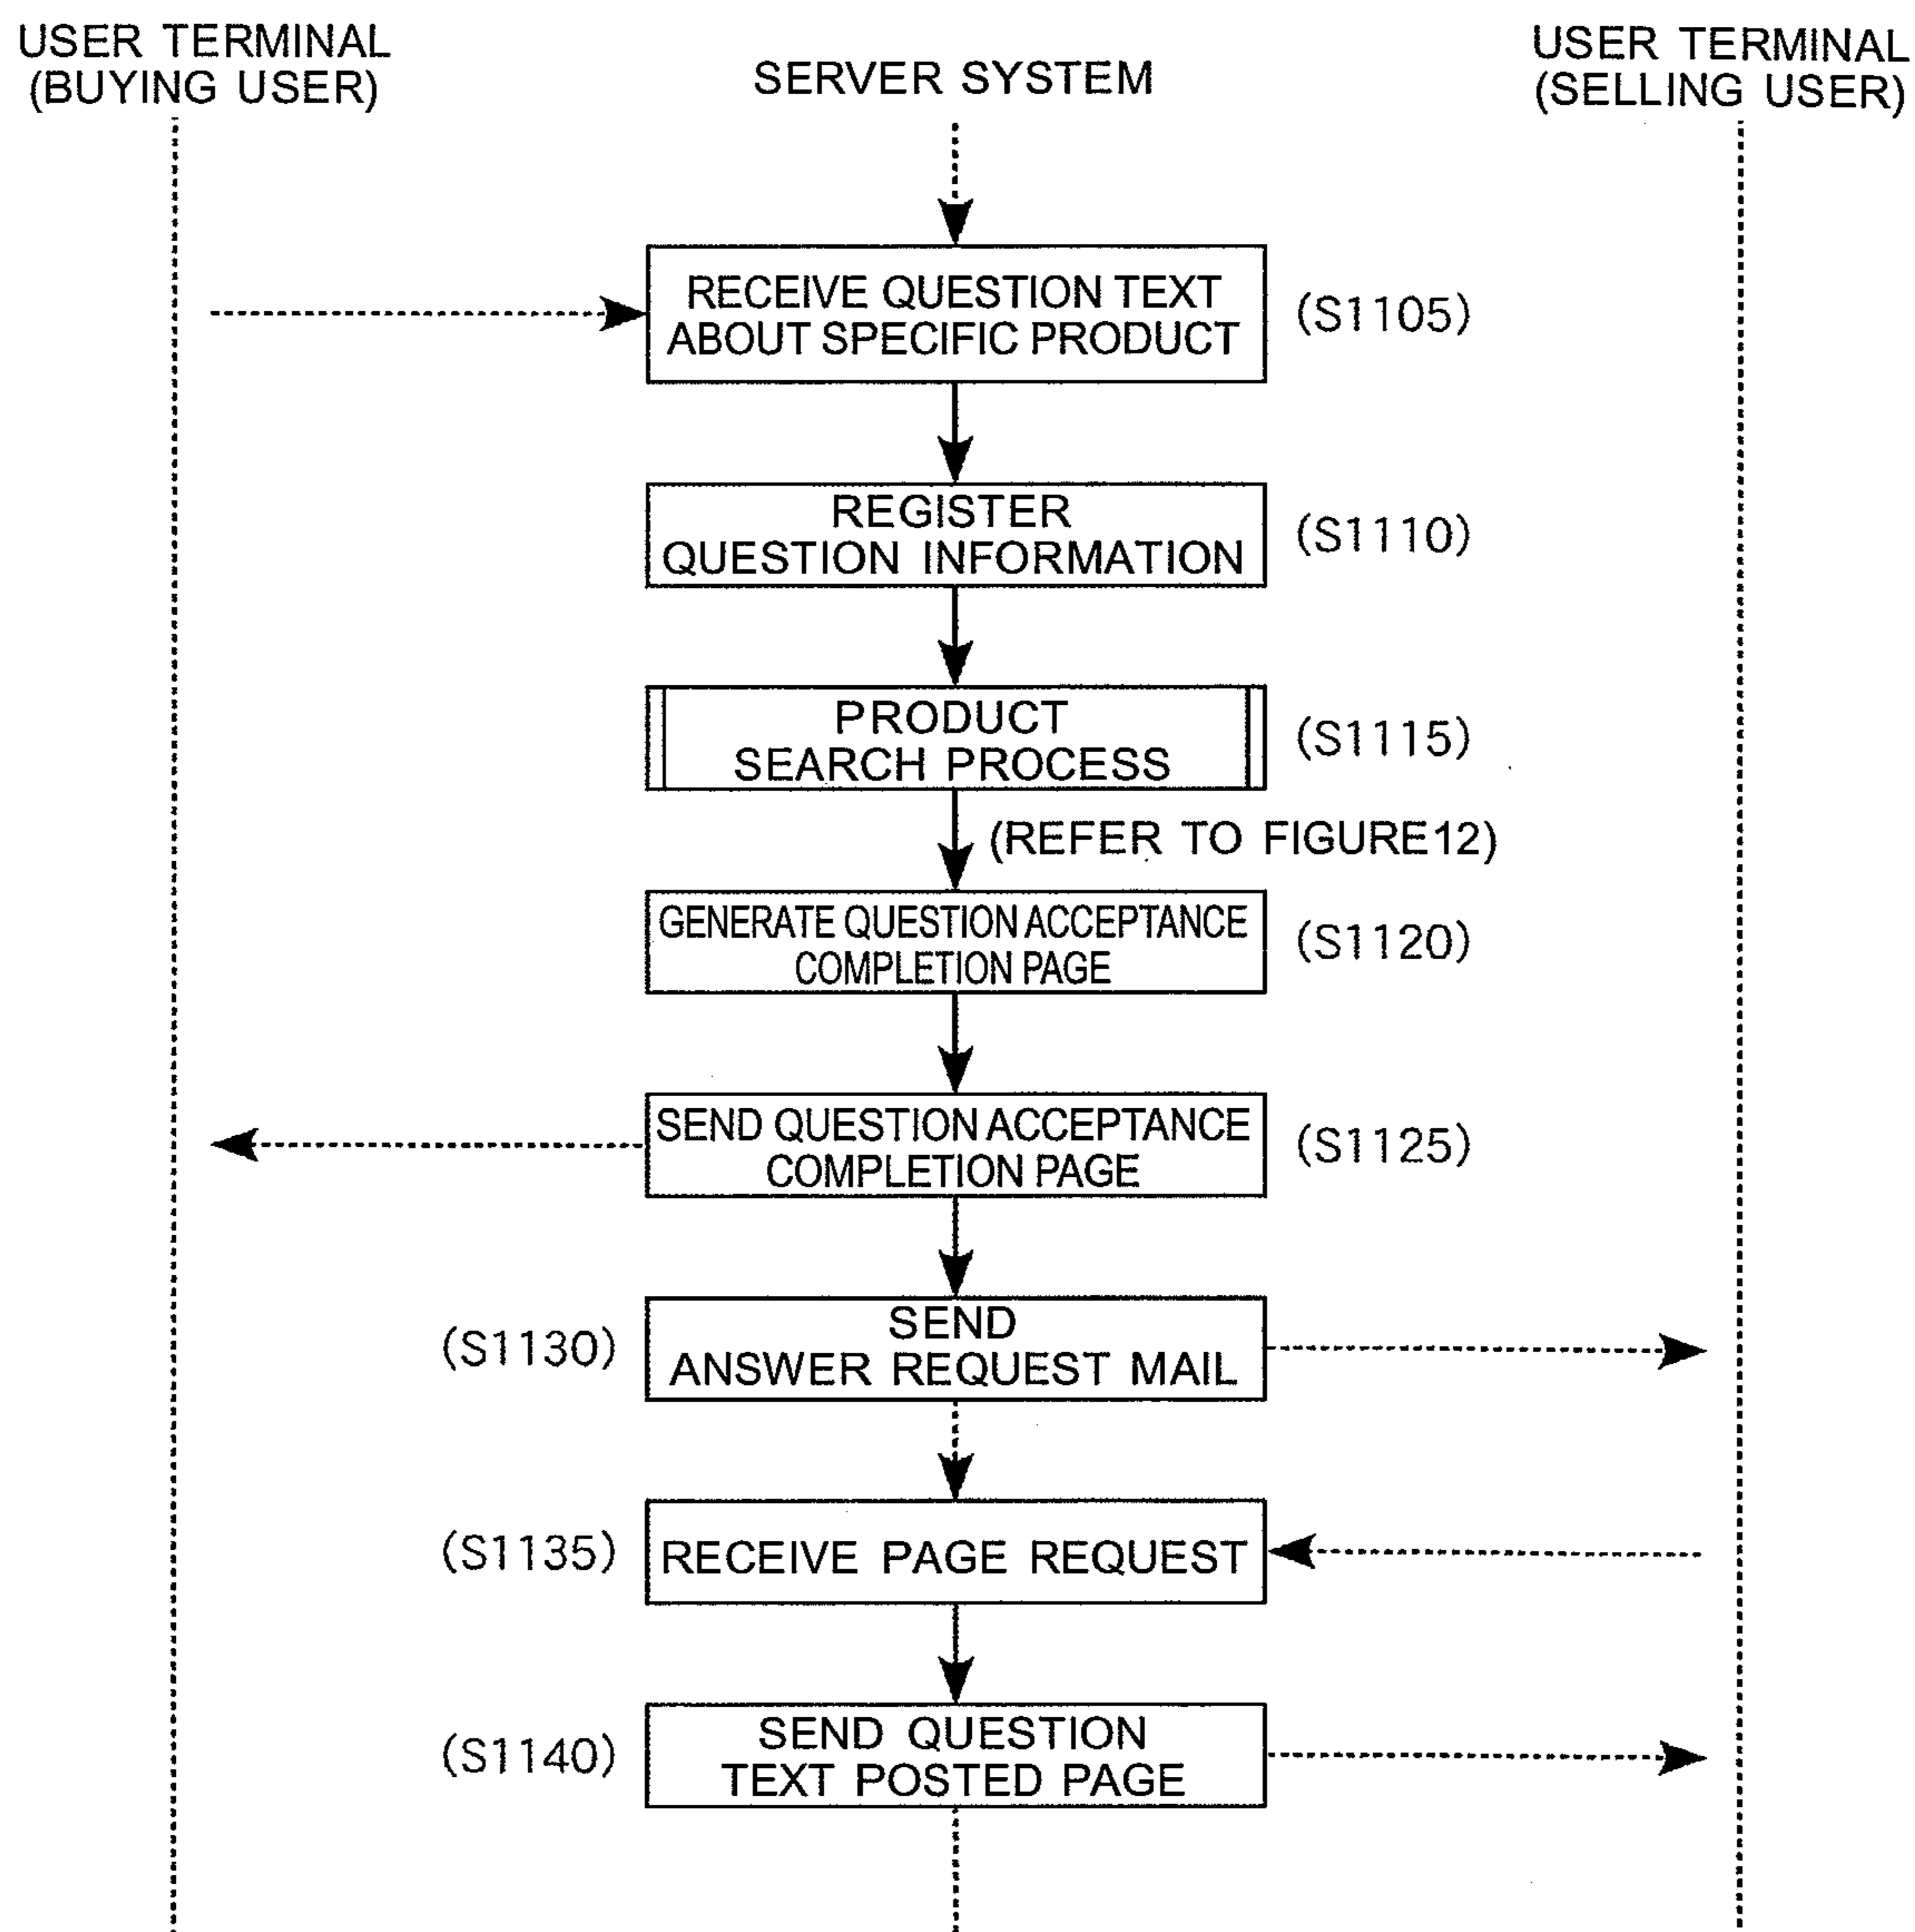 USER TERMINAL
(BUYING USER)
SERVER SYSTEM
USER TERMINAL
(SELLING USER)
RECEIVE QUESTION TEXT
ABOUT SPECIFIC PRODUCT
(S1105)
REGISTER
QUESTION INFORMATION
(S1110)
PRODUCT
SEARCH PROCESS
(S1115)
(REFER TO FIGURE12)
GENERATE QUESTION ACCEPTANCE
COMPLETION PAGE
(S1120)
SEND QUESTION ACCEPTANCE
COMPLETION PAGE
(S1125)
(S1130)
SEND
ANSWER REQUEST MAIL
(S1135)
RECEIVE PAGE REQUEST
(S1140)
SEND QUESTION
TEXT POSTED PAGE